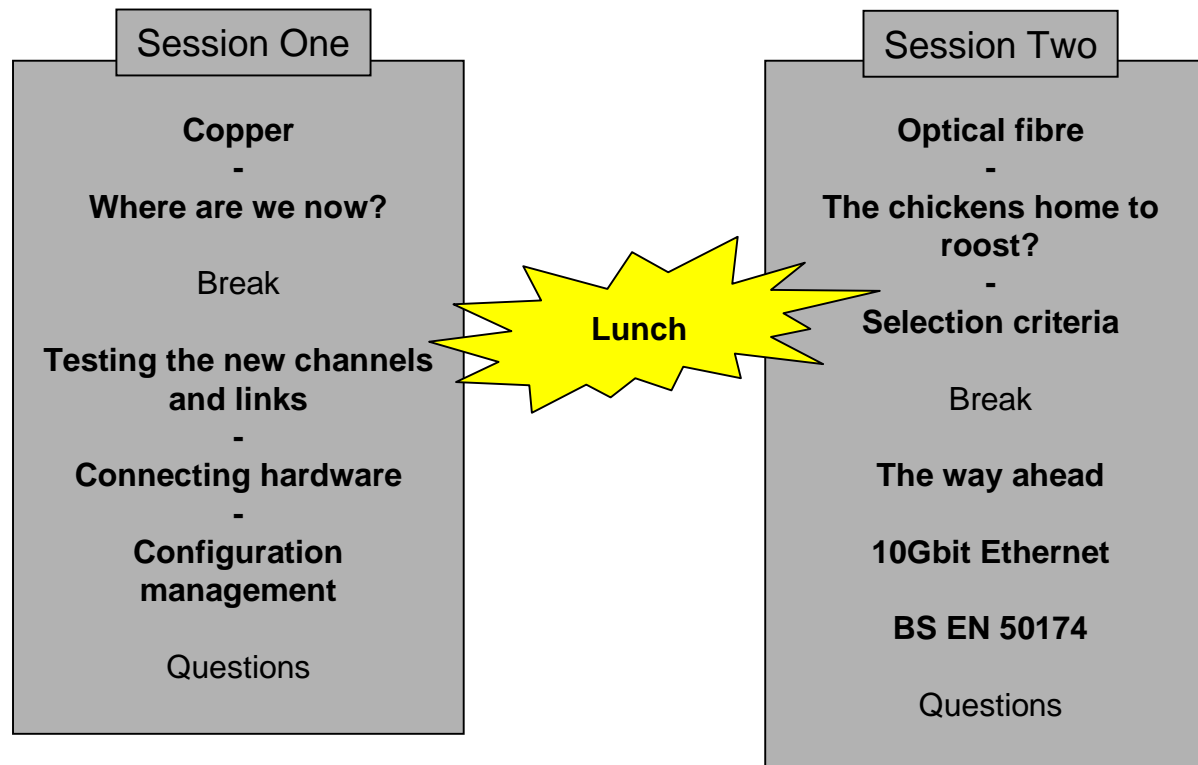 Session One
Copper
-
Where are we now?
Break
Testing the new channels
and links
-
Connecting hardware
-
Configuration
management
Questions
Lunch
Session Two
Optical fibre
-
The chickens home to
roost?
-
Selection criteria
Break
The way ahead
10Gbit Ethernet
BS EN 50174
Questions